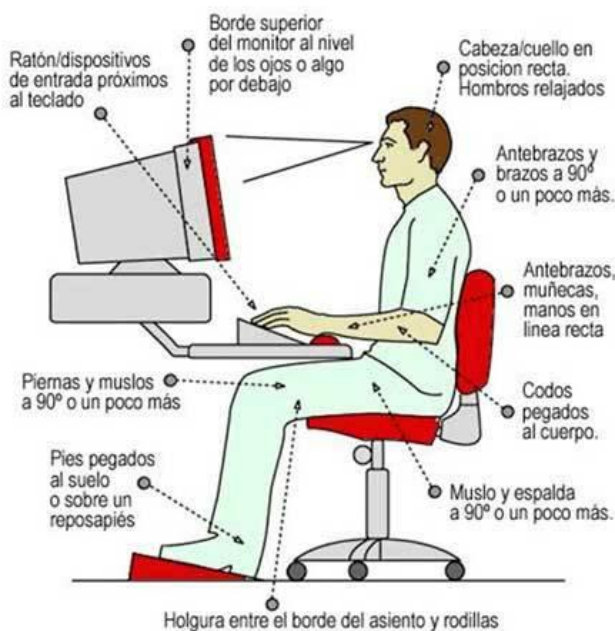 Borde superior
del monitor al nivel
de los ojos o algo
por debajo
Ratón/dispositivos
de entrada próximos
al teclado
Cabeza/cuello en
posicion recta.
Hombros relajados
Antebrazos y
brazos a 90º
o un poco más.
Antebrazos,
muñecas,
manos en
linea recta
Codos
pegados
al cuerpo.
Muslo y espalda
a 90º o un poco más.
Piernas y muslos
a 90º o un poco más
Pies pegados
al suelo
o sobre un
reposapiés
Holgura entre el borde del asiento y rodillas